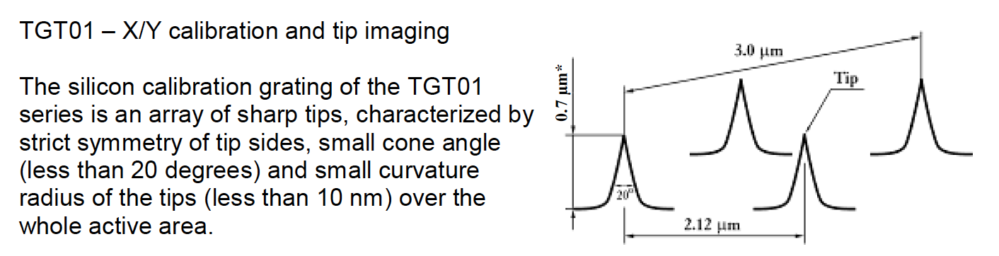 TGT01 – X/Y calibration and tip imaging
The silicon calibration grating of the TGT01
series is an array of sharp tips, characterized by
strict symmetry of tip sides, small cone angle
(less than 20 degrees) and small curvature
radius of the tips (less than 10 nm) over the
whole active area.
3.0 μm
0.7 μm*
Tip
20°
2.12 μm